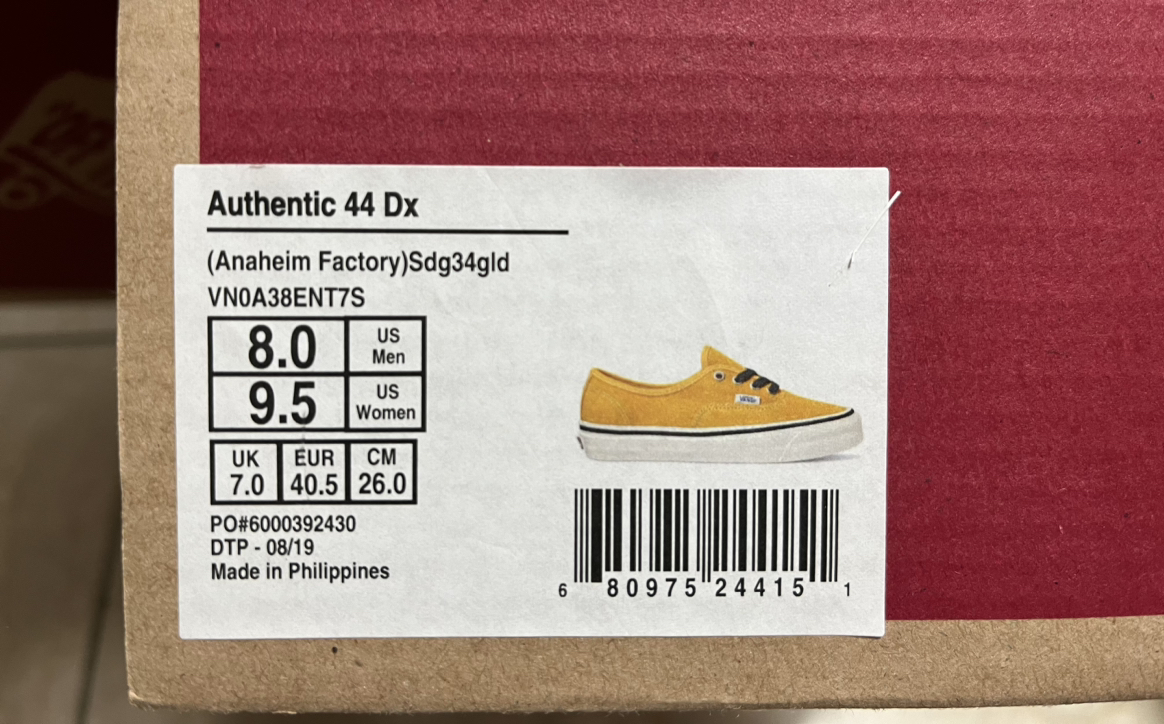 Authentic 44 Dx
(Anaheim Factory)Sdg34gld
VN0A38ENT7S
8.0 US Men
9.5 US Women
UK EUR CM
7.0 40.5 26.0
PO#6000392430
DTP - 08/19
Made in Philippines
VANS
6 80975 24415 1